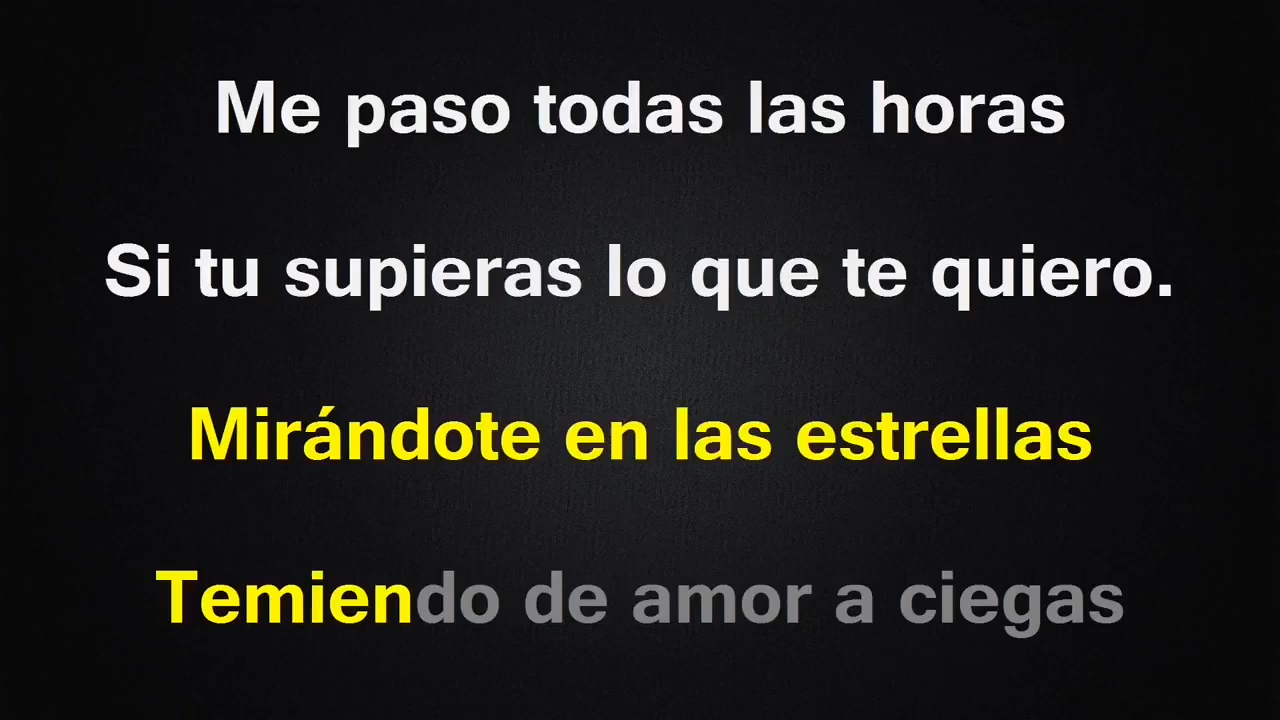 Me paso todas las horas
Si tu supieras lo que te quiero.
Mirándote en las estrellas
Temiendo de amor a ciegas